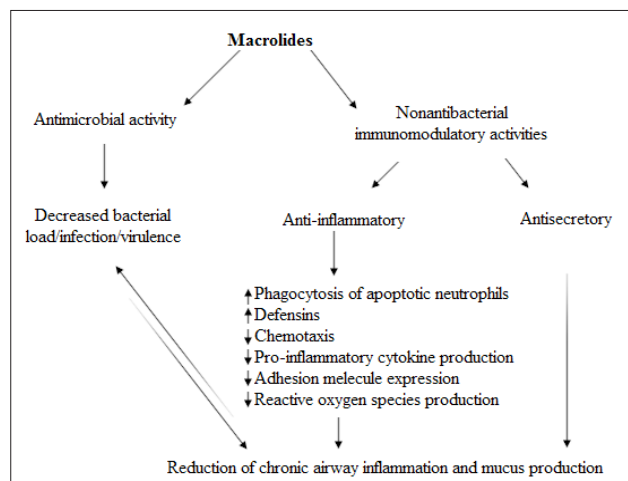 Macrolides
Antimicrobial activity
Nonantibacterial
immunomodulatory activities
Decreased bacterial
load/infection/virulence
Anti-inflammatory
Antisecretory
↑ Phagocytosis of apoptotic neutrophils
↑ Defensins
↓ Chemotaxis
↓ Pro-inflammatory cytokine production
↓ Adhesion molecule expression
↓ Reactive oxygen species production
Reduction of chronic airway inflammation and mucus production